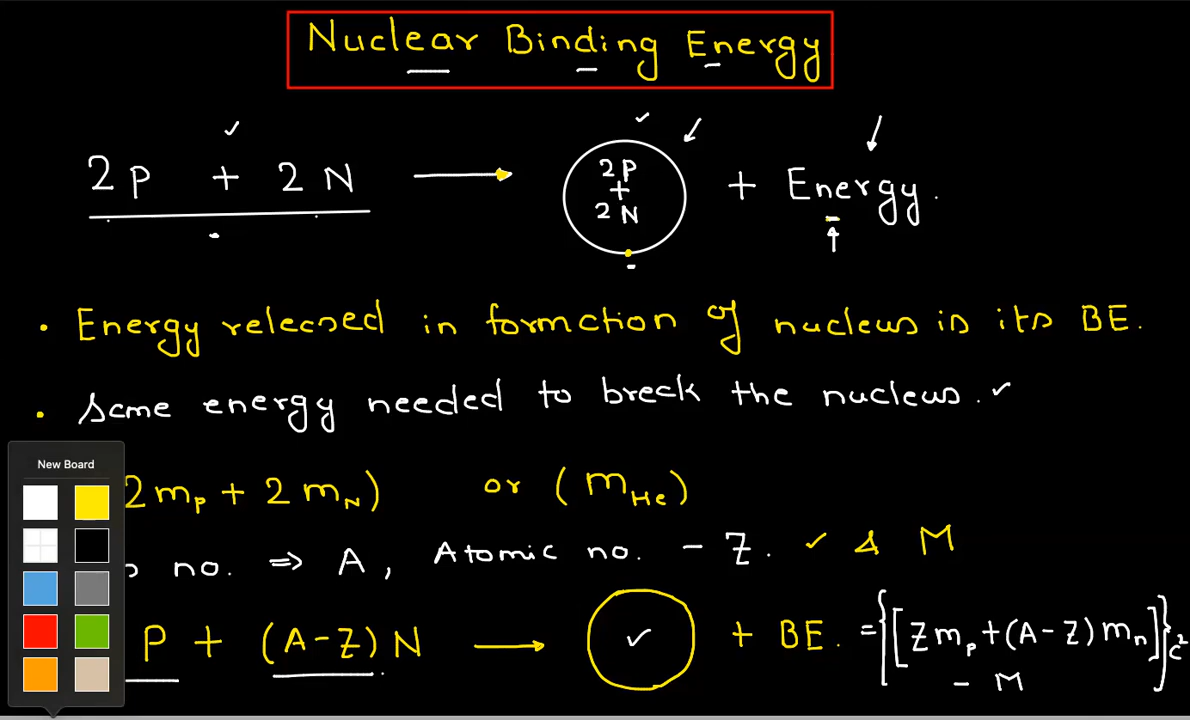 Nuclear Binding Energy
2P + 2N → 2P + 2N + Energy.
• Energy released in formation of nucleus is its BE.
• Same energy needed to break the nucleus. ✓
New Board
2mp + 2mN) or (mHe)
no. ⇒ A, Atomic no. - Z. ✓ & M
P + (A-Z)N → ✓ + BE. = {[Zmp + (A-Z)mn] - M}c²